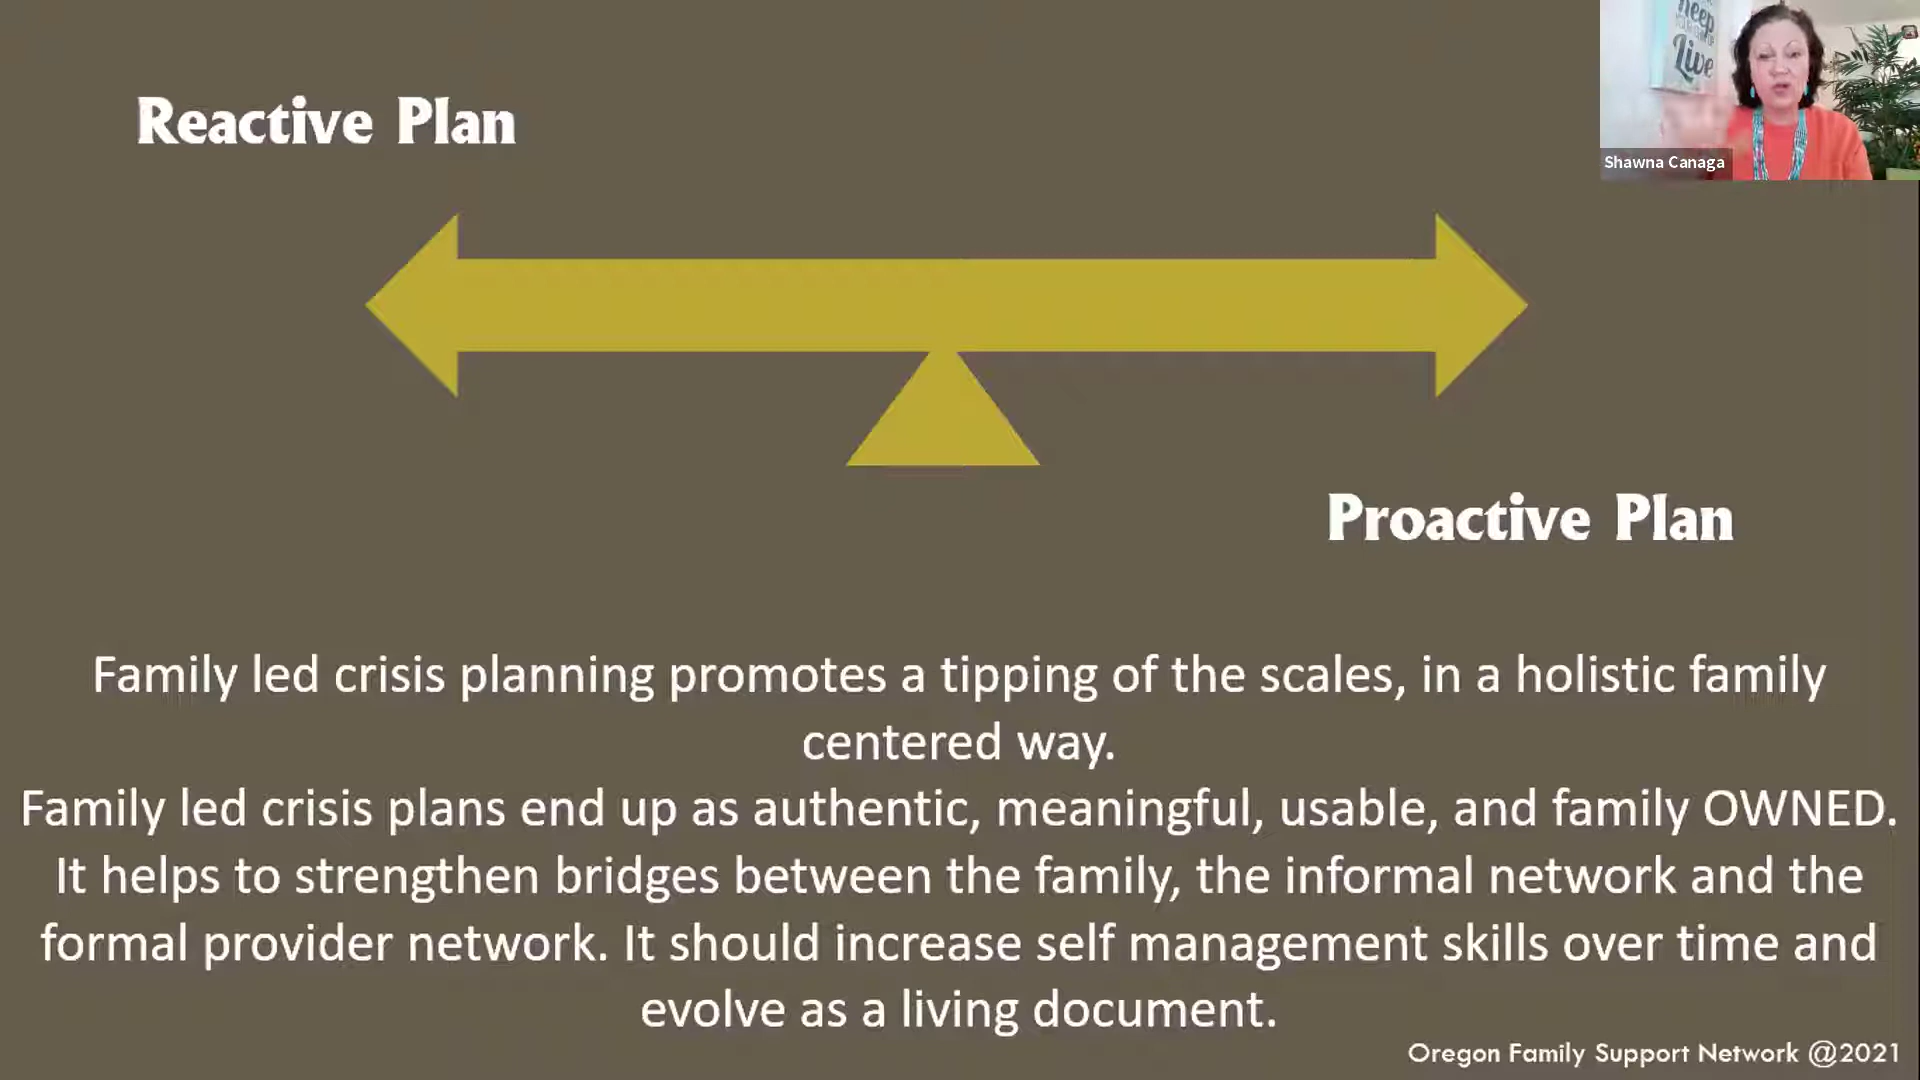 Reactive Plan
Keep
Live
Shawna Canaga
Proactive Plan
Family led crisis planning promotes a tipping of the scales, in a holistic family
centered way.
Family led crisis plans end up as authentic, meaningful, usable, and family OWNED.
It helps to strengthen bridges between the family, the informal network and the
formal provider network. It should increase self management skills over time and
evolve as a living document.
Oregon Family Support Network @2021